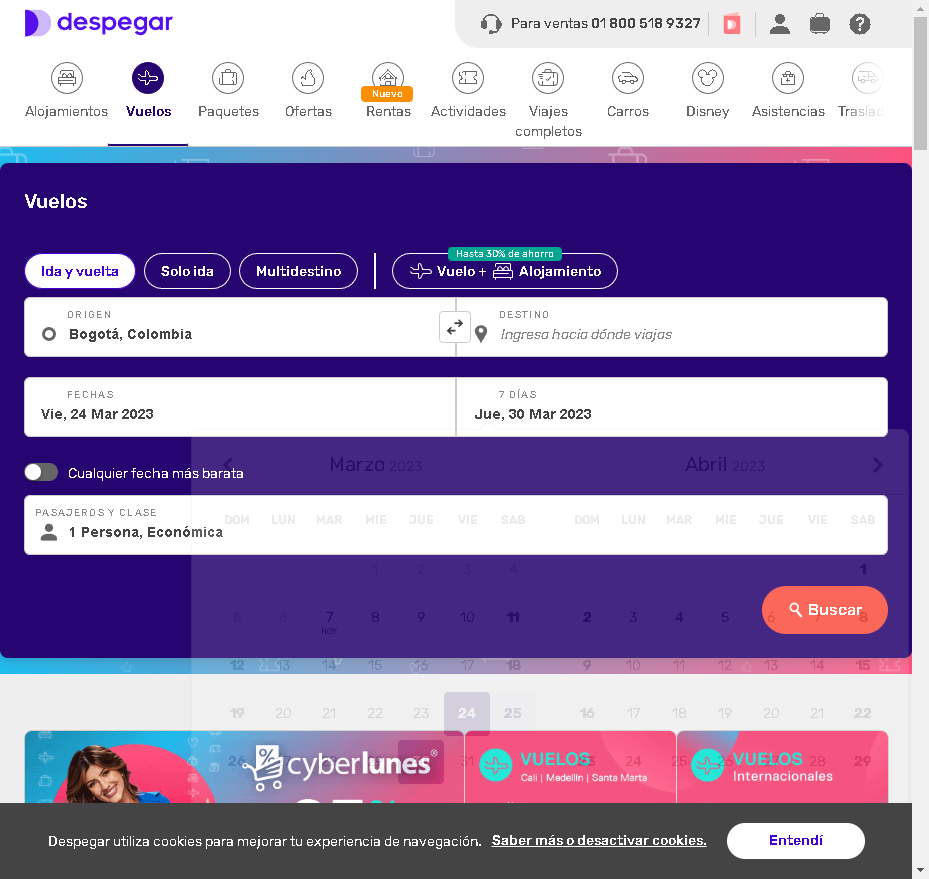 despegar
Para ventas 01 800 518 9327
Alojamientos
Vuelos
Paquetes
Ofertas
Nuevo
Rentas
Actividades
Viajes
completos
Carros
Disney
Asistencias
Traslad
Vuelos
Ida y vuelta
Solo ida
Multidestino
Hasta 30% de ahorro
Vuelo + Alojamiento
ORIGEN
Bogotá, Colombia
DESTINO
Ingresa hacia dónde viajas
FECHAS
Vie, 24 Mar 2023
7 DÍAS
Jue, 30 Mar 2023
Cualquier fecha más barata
Marzo 2023
Abril 2023
PASAJEROS Y CLASE
1 Persona, Económica
DOM LUN MAR MIE JUE VIE SAB
DOM LUN MAR MIE JUE VIE SAB
1 2 3 4
1
5 6 7 8 9 10 11
HOY
2 3 4 5 6 7 8
Buscar
12 13 14 15 16 17 18
9 10 11 12 13 14 15
19 20 21 22 23 24 25
16 17 18 19 20 21 22
26 27 28 29
31
23 24 25 26 27 28 29
cyberlunes®
VUELOS
Cali | Medellín | Santa Marta
VUELOS
Internacionales
Despegar utiliza cookies para mejorar tu experiencia de navegación. Saber más o desactivar cookies.
Entendí